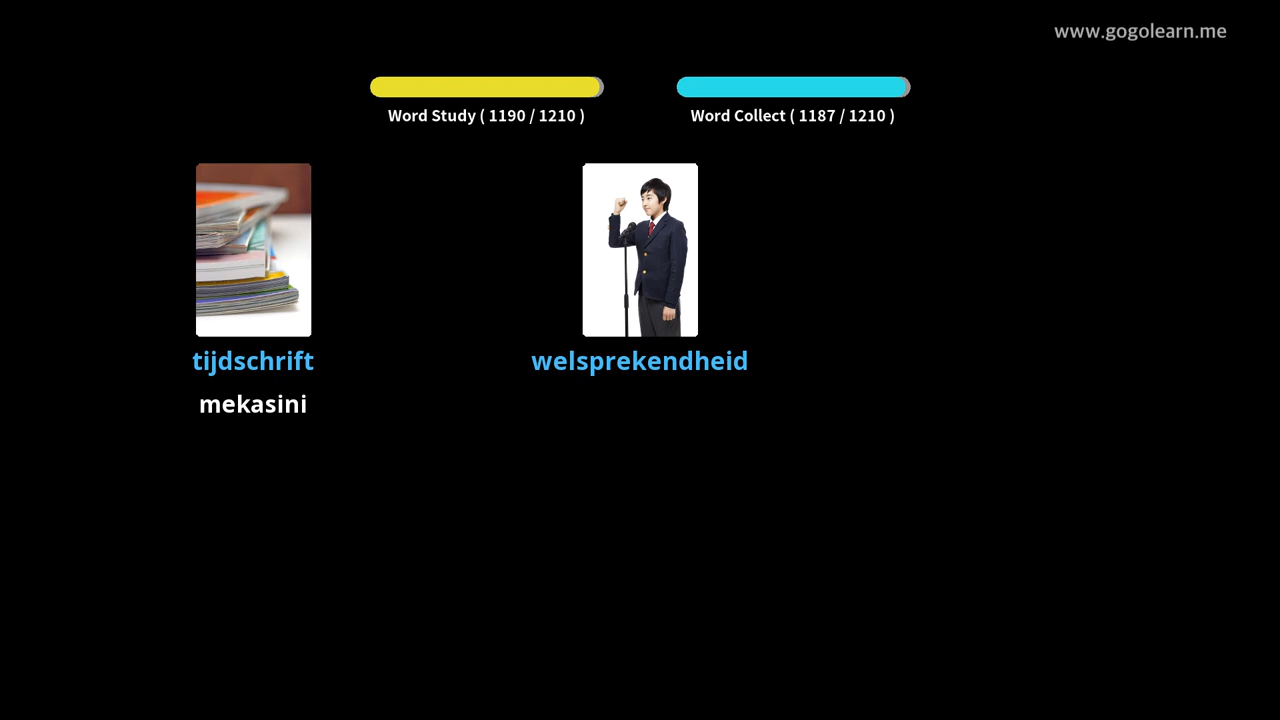 www.gogolearn.me
Word Study ( 1190 / 1210 )
Word Collect ( 1187 / 1210 )
tijdschrift
welsprekendheid
mekasini